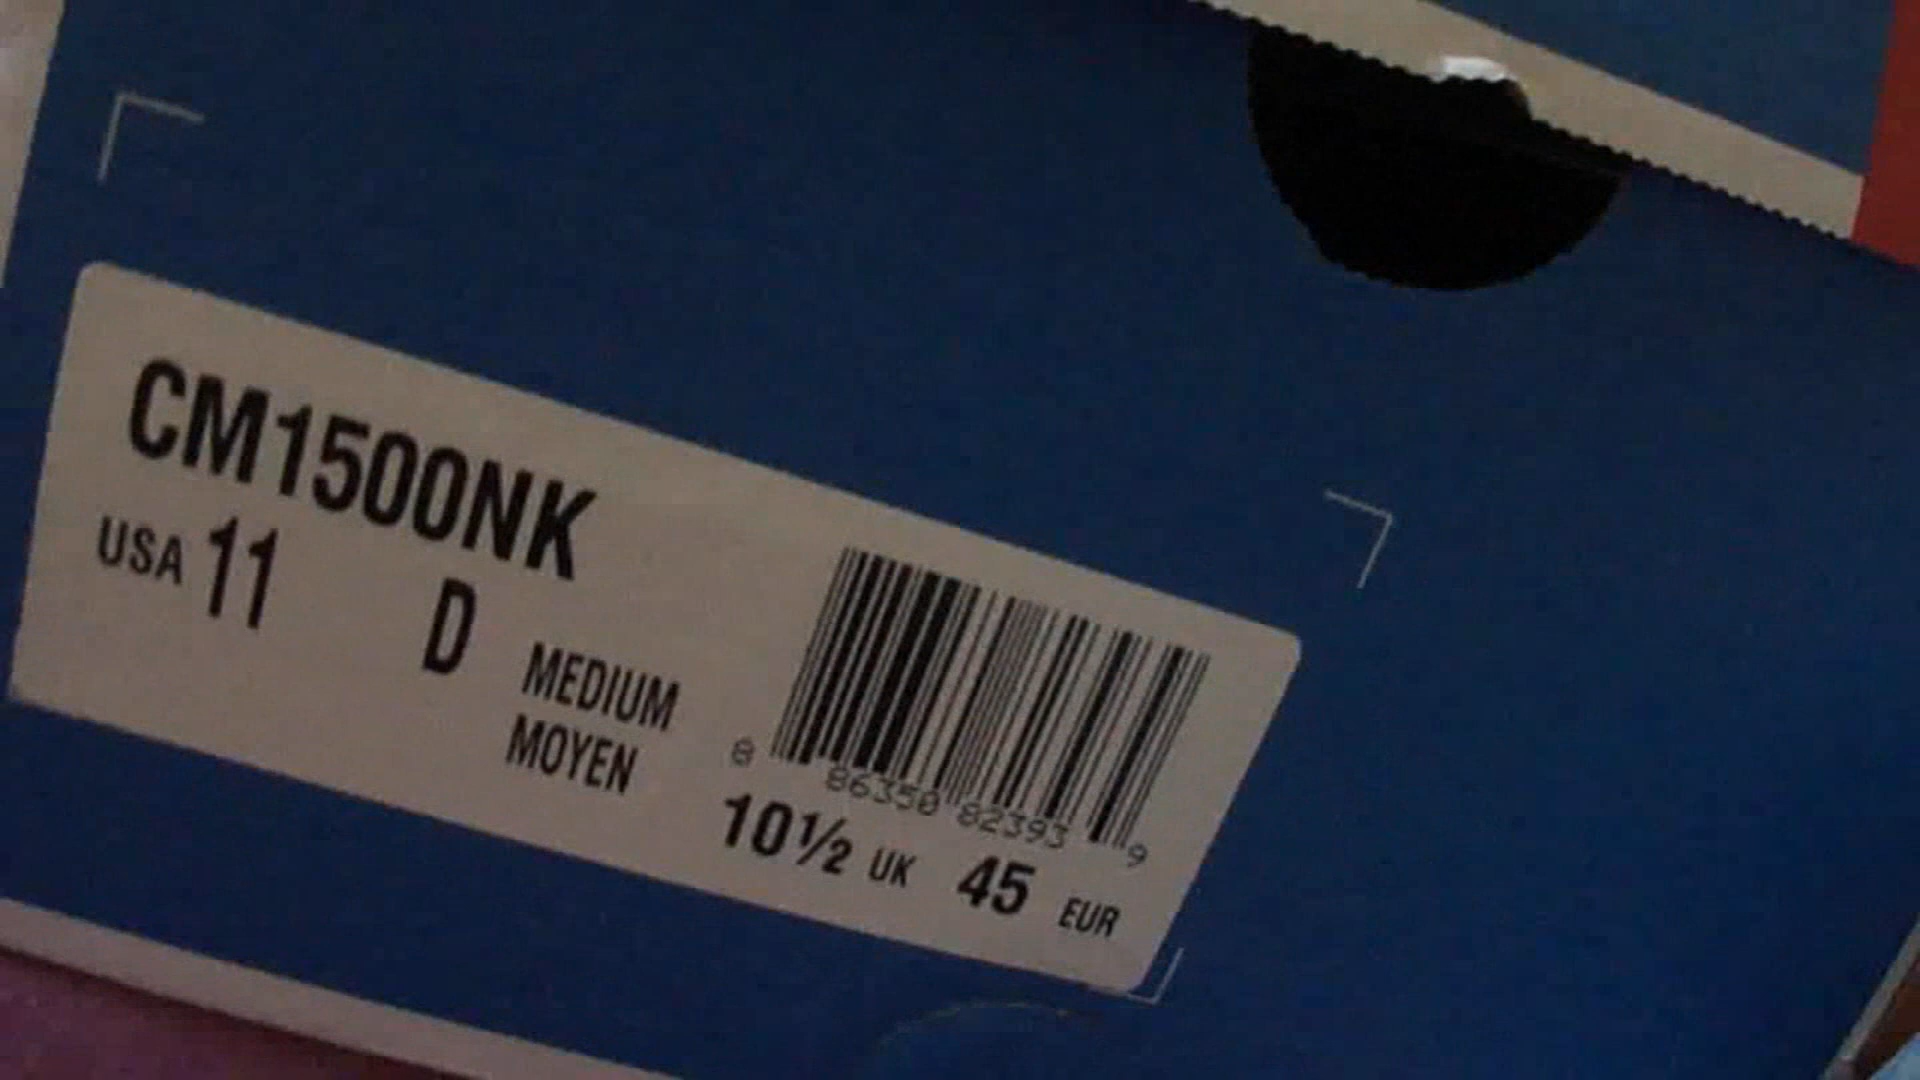 CM1500NK
USA 11 D MEDIUM
MOYEN
8 86350 82393 9
10½ UK 45 EUR